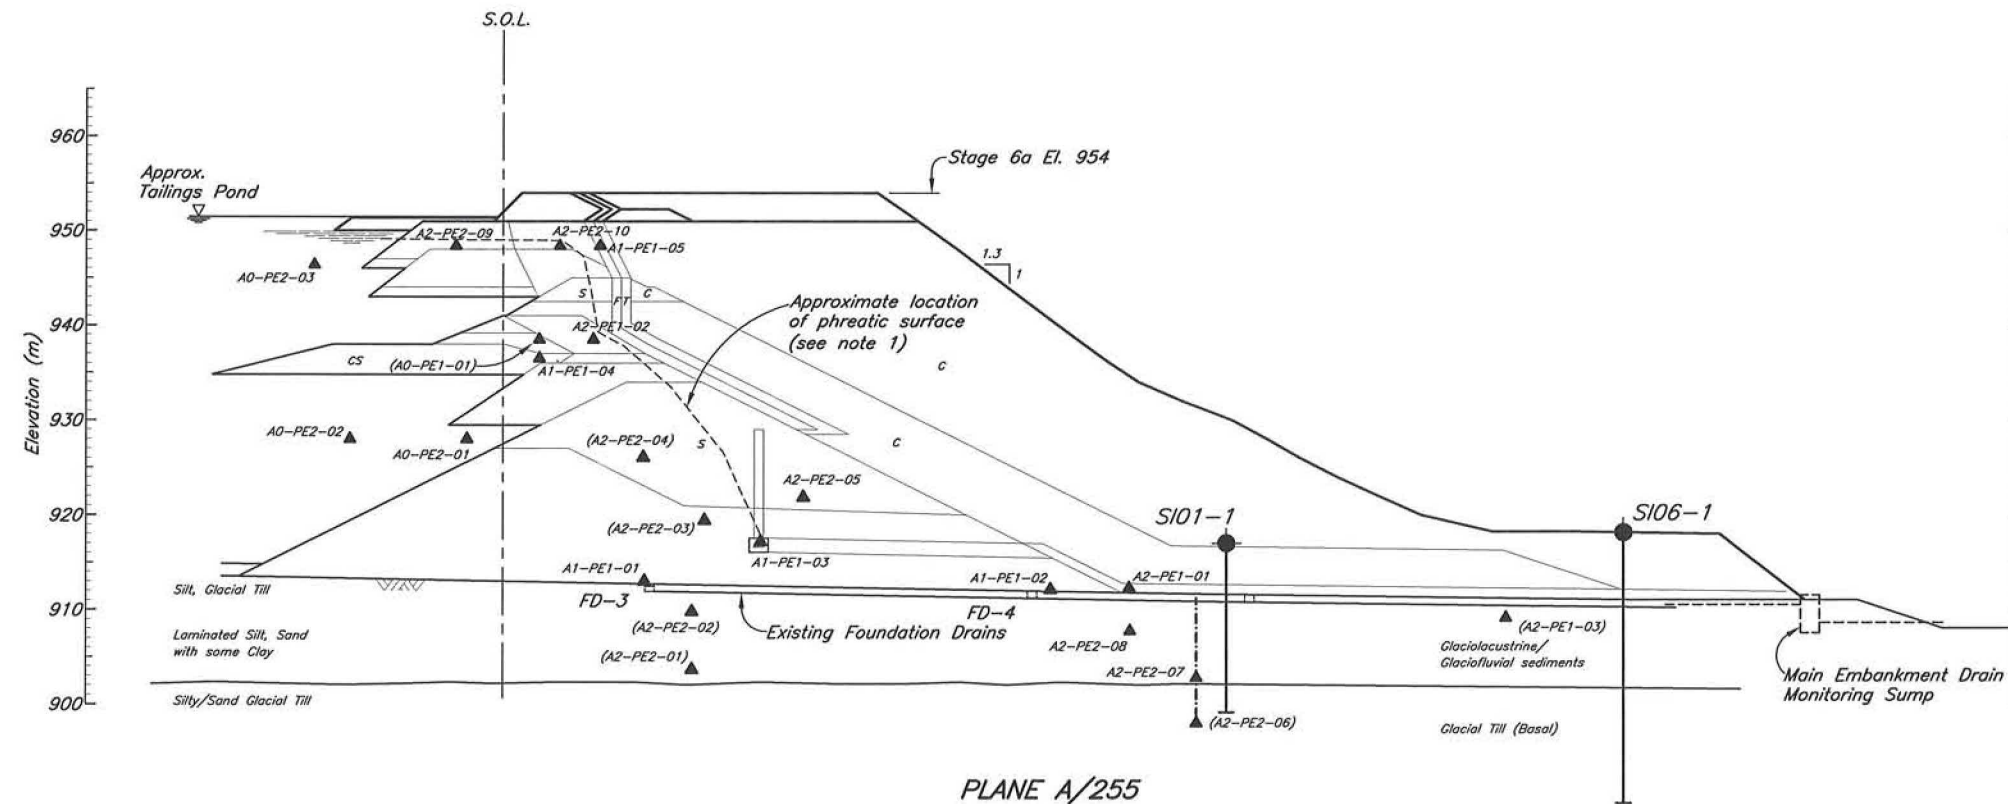 S.O.L.
960
950
940
930
920
910
900
Elevation (m)
Approx.
Tailings Pond
Stage 6a El. 954
A2-PE2-09
A2-PE2-10
A1-PE1-05
A0-PE2-03
1.3
1
S
FT
C
Approximate location
of phreatic surface
(see note 1)
A2-PE1-02
C
CS
(A0-PE1-01)
A1-PE1-04
A0-PE2-02
A0-PE2-01
(A2-PE2-04)
S
C
A2-PE2-05
(A2-PE2-03)
SI01-1
SI06-1
A1-PE1-03
A1-PE1-01
A1-PE1-02
A2-PE1-01
Silt, Glacial Till
FD-3
FD-4
(A2-PE2-02)
Existing Foundation Drains
(A2-PE1-03)
Laminated Silt, Sand
with some Clay
A2-PE2-08
Glaciolacustrine/
Glaciofluvial sediments
(A2-PE2-01)
A2-PE2-07
Main Embankment Drain
Monitoring Sump
Silty/Sand Glacial Till
(A2-PE2-06)
Glacial Till (Basal)
PLANE A/255